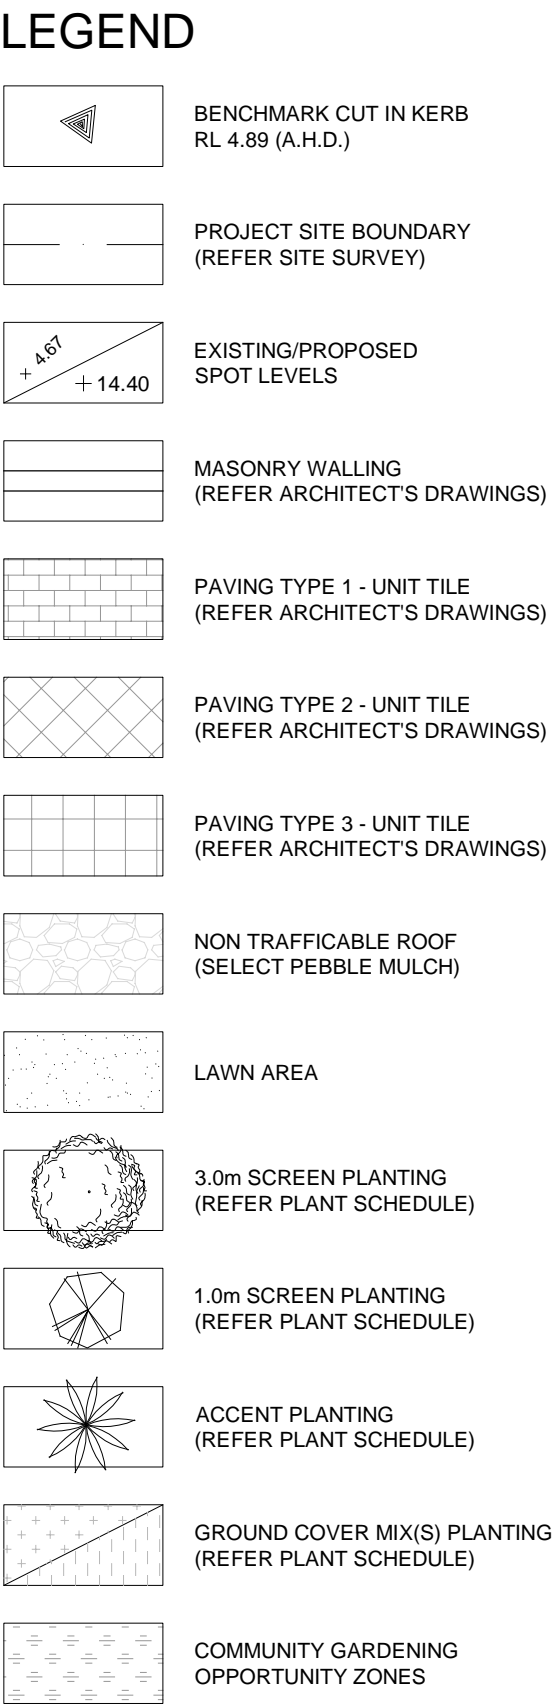 LEGEND
BENCHMARK CUT IN KERB
RL 4.89 (A.H.D.)
PROJECT SITE BOUNDARY
(REFER SITE SURVEY)
4.67
14.40
EXISTING/PROPOSED
SPOT LEVELS
MASONRY WALLING
(REFER ARCHITECT'S DRAWINGS)
PAVING TYPE 1 - UNIT TILE
(REFER ARCHITECT'S DRAWINGS)
PAVING TYPE 2 - UNIT TILE
(REFER ARCHITECT'S DRAWINGS)
PAVING TYPE 3 - UNIT TILE
(REFER ARCHITECT'S DRAWINGS)
NON TRAFFICABLE ROOF
(SELECT PEBBLE MULCH)
LAWN AREA
3.0m SCREEN PLANTING
(REFER PLANT SCHEDULE)
1.0m SCREEN PLANTING
(REFER PLANT SCHEDULE)
ACCENT PLANTING
(REFER PLANT SCHEDULE)
GROUND COVER MIX(S) PLANTING
(REFER PLANT SCHEDULE)
COMMUNITY GARDENING
OPPORTUNITY ZONES